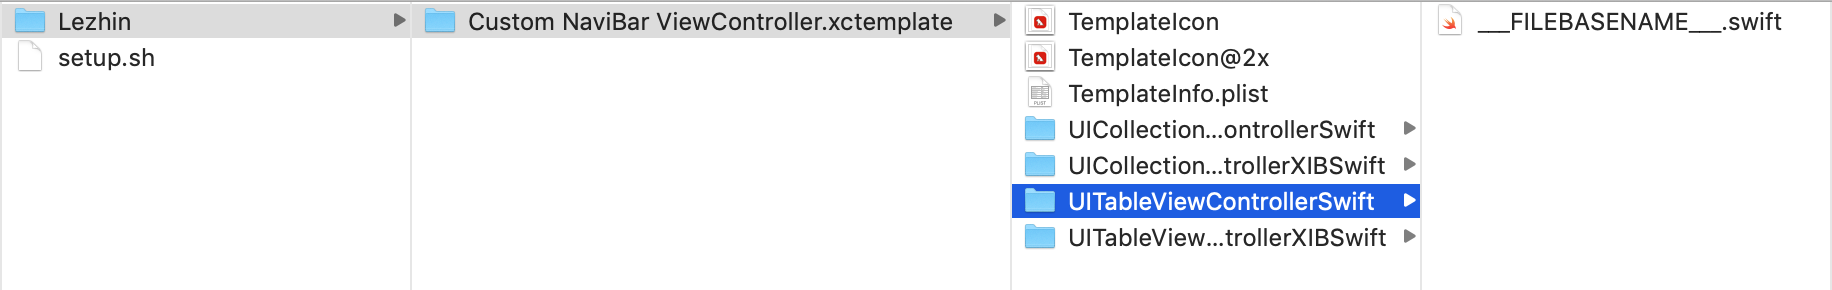 Lezhin
setup.sh
Custom NaviBar ViewController.xctemplate
TemplateIcon
TemplateIcon@2x
TemplateInfo.plist
UICollection...ontrollerSwift
UICollection...trollerXIBSwift
UITableViewControllerSwift
UITableView...trollerXIBSwift
___FILEBASENAME___.swift